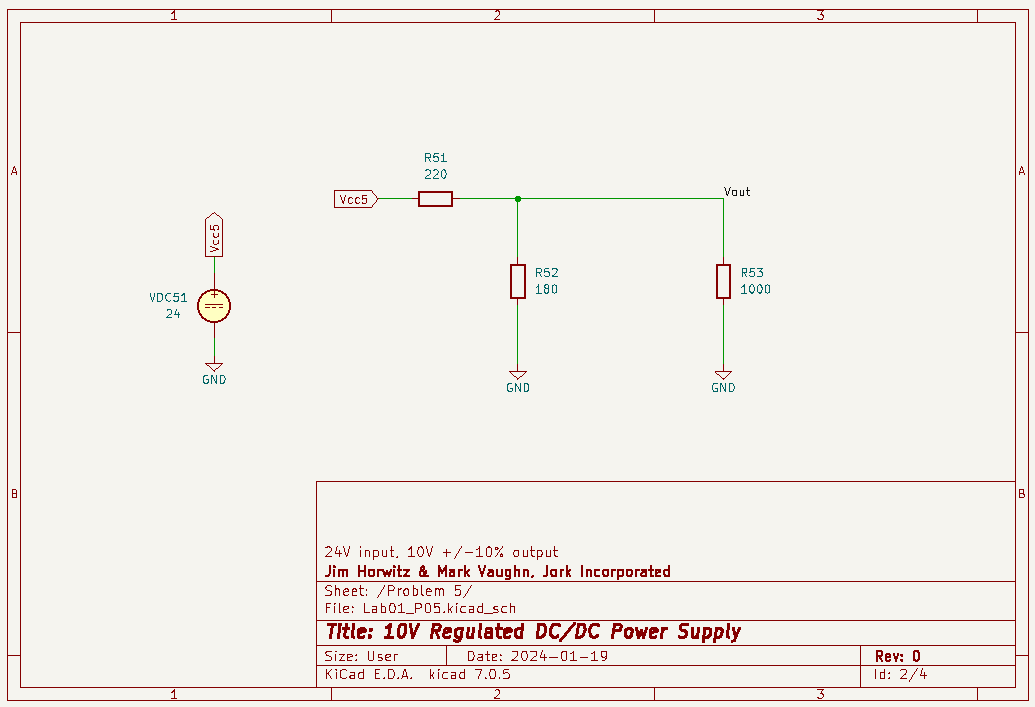 1 2 3
A A
R51
220
Vcc5
Vout
Vcc5
R52
180
R53
1000
VDC51
24
GND
GND GND
B B
24V input, 10V +/-10% output
Jim Horwitz & Mark Vaughn, Jork Incorporated
Sheet: /Problem 5/
File: Lab01_P05.kicad_sch
Title: 10V Regulated DC/DC Power Supply
Size: User Date: 2024-01-19 Rev: 0
KiCad E.D.A. kicad 7.0.5 Id: 2/4
1 2 3